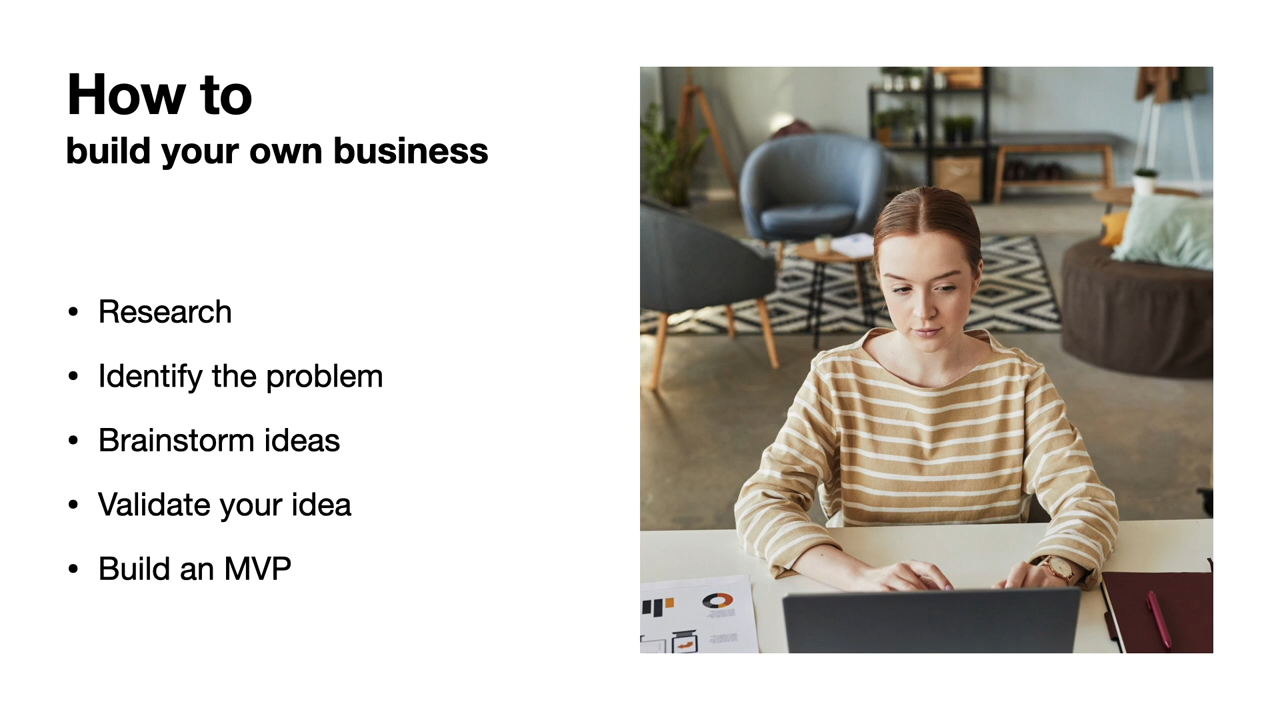 How to
build your own business
• Research
• Identify the problem
• Brainstorm ideas
• Validate your idea
• Build an MVP